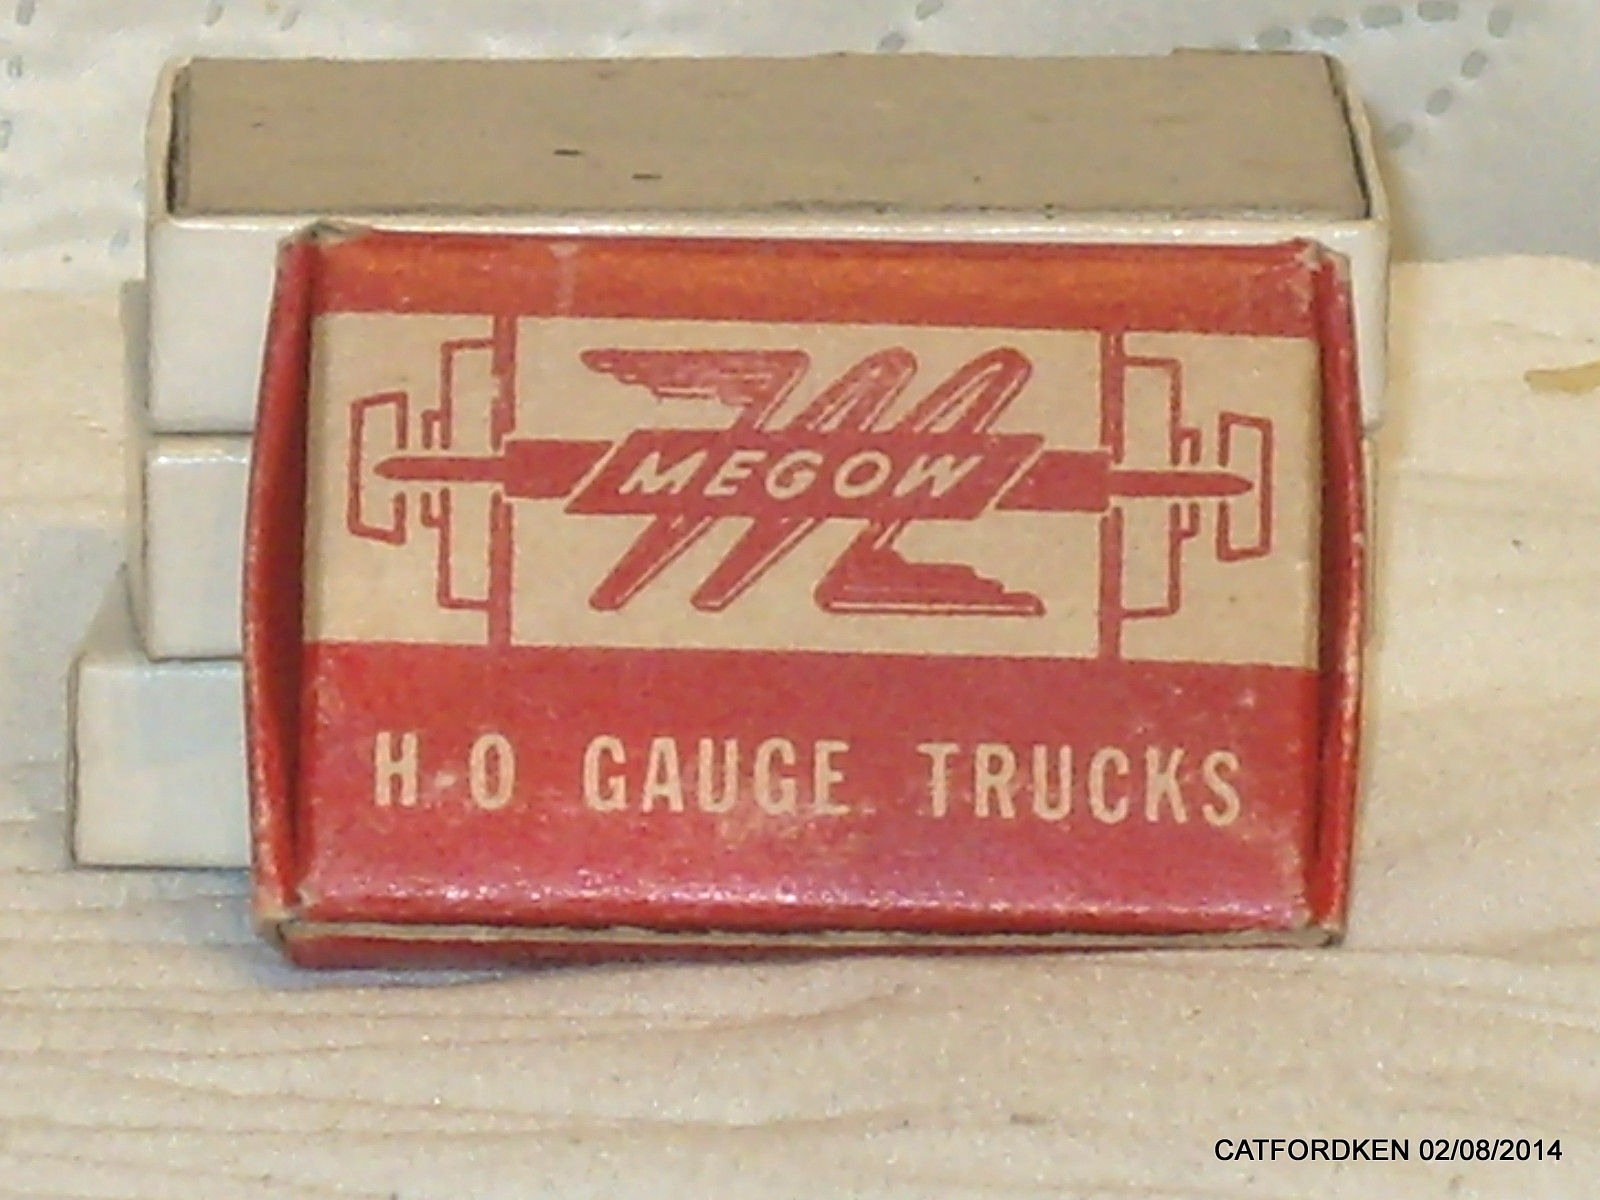 MEGOW
H-O GAUGE TRUCKS
CATFORDKEN 02/08/2014